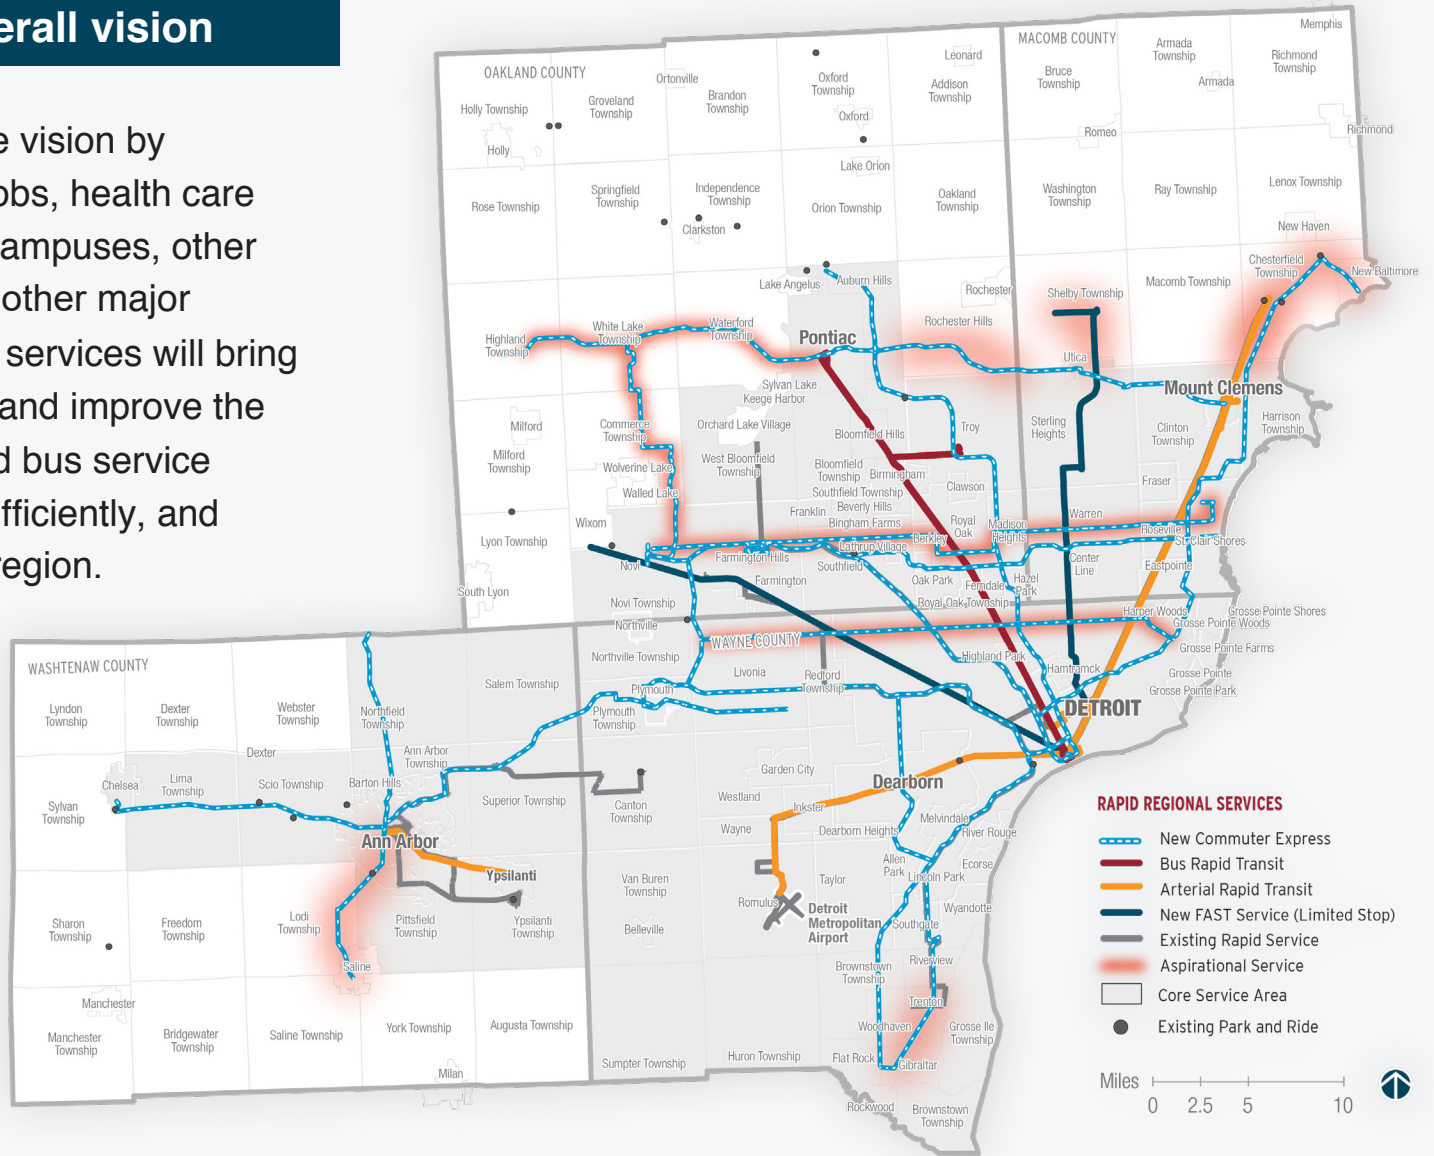 erall vision
e vision by
obs, health care
ampuses, other
other major
services will bring
and improve the
d bus service
fficiently, and
region.
OAKLAND COUNTY
MACOMB COUNTY
Memphis
Ortonville
Leonard
Oxford
Township
Addison
Township
Bruce
Township
Armada
Township
Richmond
Township
Armada
Holly Township
Groveland
Township
Brandon
Township
Oxford
Holly
Romeo
Richmond
Lake Orion
Rose Township
Springfield
Township
Independence
Township
Orion Township
Oakland
Township
Washington
Township
Ray Township
Lenox Township
Clarkston
New Haven
Lake Angelus
Auburn Hills
Rochester
Shelby Township
Macomb Township
Chesterfield
Township
New Baltimore
Highland
Township
White Lake
Township
Waterford
Township
Pontiac
Rochester Hills
Utica
Mount Clemens
Sylvan Lake
Keege Harbor
Milford
Commerce
Township
Orchard Lake Village
Bloomfield Hills
Troy
Sterling
Heights
Clinton
Township
Harrison
Township
Milford
Township
Wolverine Lake
West Bloomfield
Township
Bloomfield
Township
Birmingham
Walled Lake
Southfield Township
Clawson
Fraser
Beverly Hills
Franklin
Bingham Farms
Wixom
Royal
Oak
Madison
Heights
Warren
Roseville
Lyon Township
Berkley
St. Clair Shores
Novi
Farmington Hills
Lathrup Village
Southfield
Center
Line
Eastpointe
Farmington
Oak Park
Ferndale
Hazel
Park
South Lyon
Novi Township
Royal Oak Township
Harper Woods
Grosse Pointe Shores
Northville
Grosse Pointe Woods
WAYNE COUNTY
Grosse Pointe Farms
WASHTENAW COUNTY
Northville Township
Livonia
Redford
Township
Highland Park
Hamtramck
Grosse Pointe
Grosse Pointe Park
Salem Township
Plymouth
Lyndon
Township
Dexter
Township
Webster
Township
Northfield
Township
Plymouth
Township
DETROIT
Dexter
Ann Arbor
Township
Chelsea
Lima
Township
Scio Township
Barton Hills
Garden City
Dearborn
Sylvan
Township
Superior Township
Canton
Township
Westland
Inkster
Melvindale
Ann Arbor
Wayne
Dearborn Heights
River Rouge
Ypsilanti
Allen
Park
Ecorse
Lincoln Park
Van Buren
Township
Taylor
Romulus
Detroit
Metropolitan
Airport
Wyandotte
Sharon
Township
Freedom
Township
Lodi
Township
Pittsfield
Township
Ypsilanti
Township
Belleville
Southgate
Saline
Brownstown
Township
Riverview
Manchester
Trenton
Manchester
Township
Bridgewater
Township
Saline Township
York Township
Augusta Township
Woodhaven
Grosse Ile
Township
Sumpter Township
Huron Township
Flat Rock
Gibraltar
Milan
Rockwood
Brownstown
Township
RAPID REGIONAL SERVICES
New Commuter Express
Bus Rapid Transit
Arterial Rapid Transit
New FAST Service (Limited Stop)
Existing Rapid Service
Aspirational Service
Core Service Area
Existing Park and Ride
Miles
0 2.5 5 10